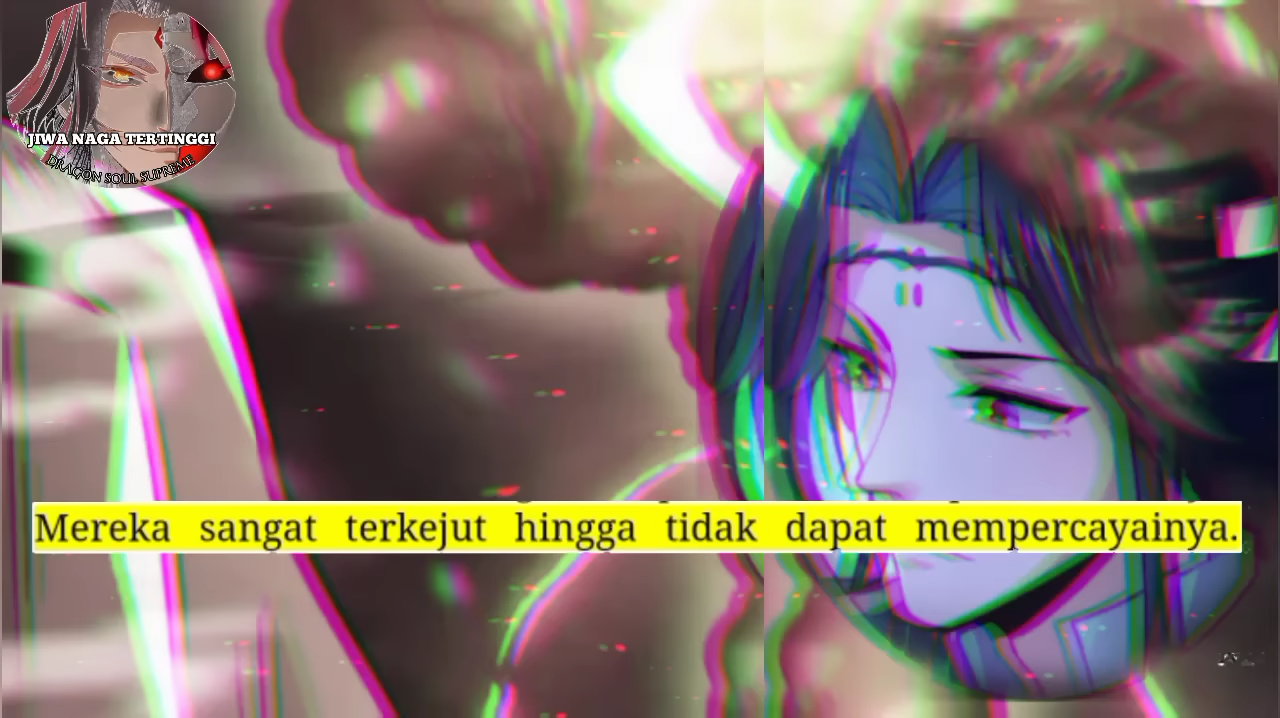 JIWA NAGA TERTINGGI
DRAGON SOUL SUPREME
Mereka sangat terkejut hingga tidak dapat mempercayainya.